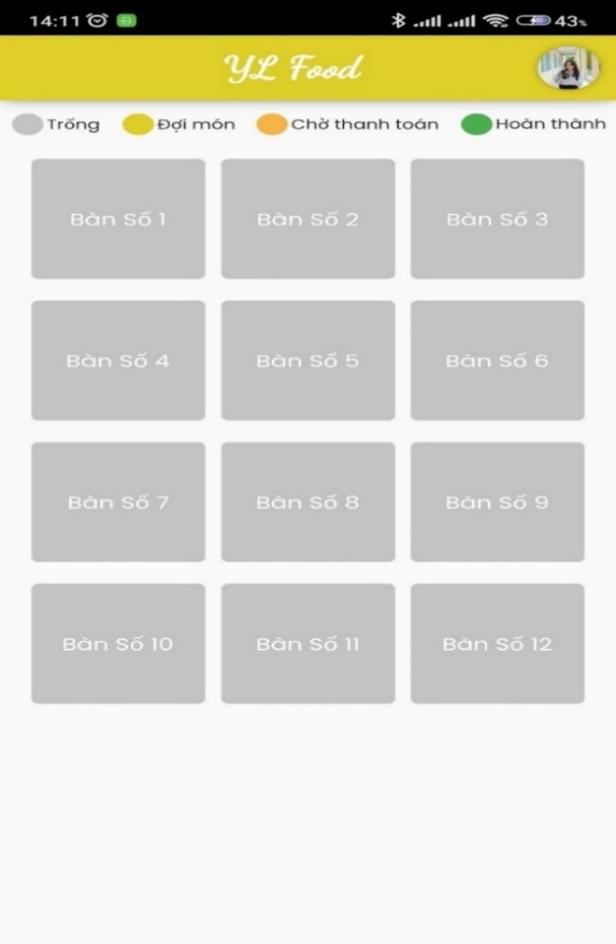 14:11 43%
YL Food
Trống Đợi món Chờ thanh toán Hoàn thành
Bàn Số 1 Bàn Số 2 Bàn Số 3
Bàn Số 4 Bàn Số 5 Bàn Số 6
Bàn Số 7 Bàn Số 8 Bàn Số 9
Bàn Số 10 Bàn Số 11 Bàn Số 12